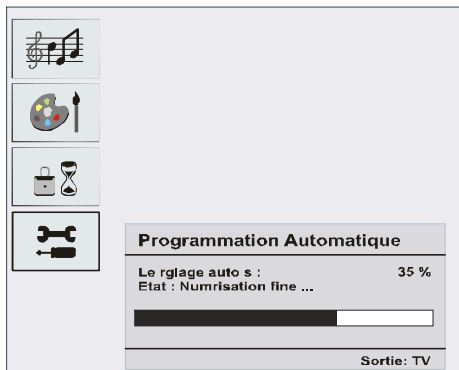 Programmation Automatique
Le rglage auto s : 35 %
Etat : Numrisation fine ...
Sortie: TV